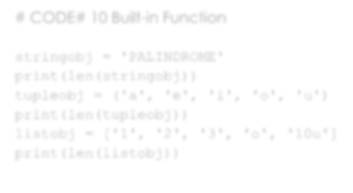 # CODE# 10 Built-in Function
stringobj = 'PALINDROME'
print(len(stringobj))
tupleobj = ('a', 'e', 'i', 'o', 'u')
print(len(tupleobj))
listobj = ['1', '2', '3', 'o', '10u']
print(len(listobj))